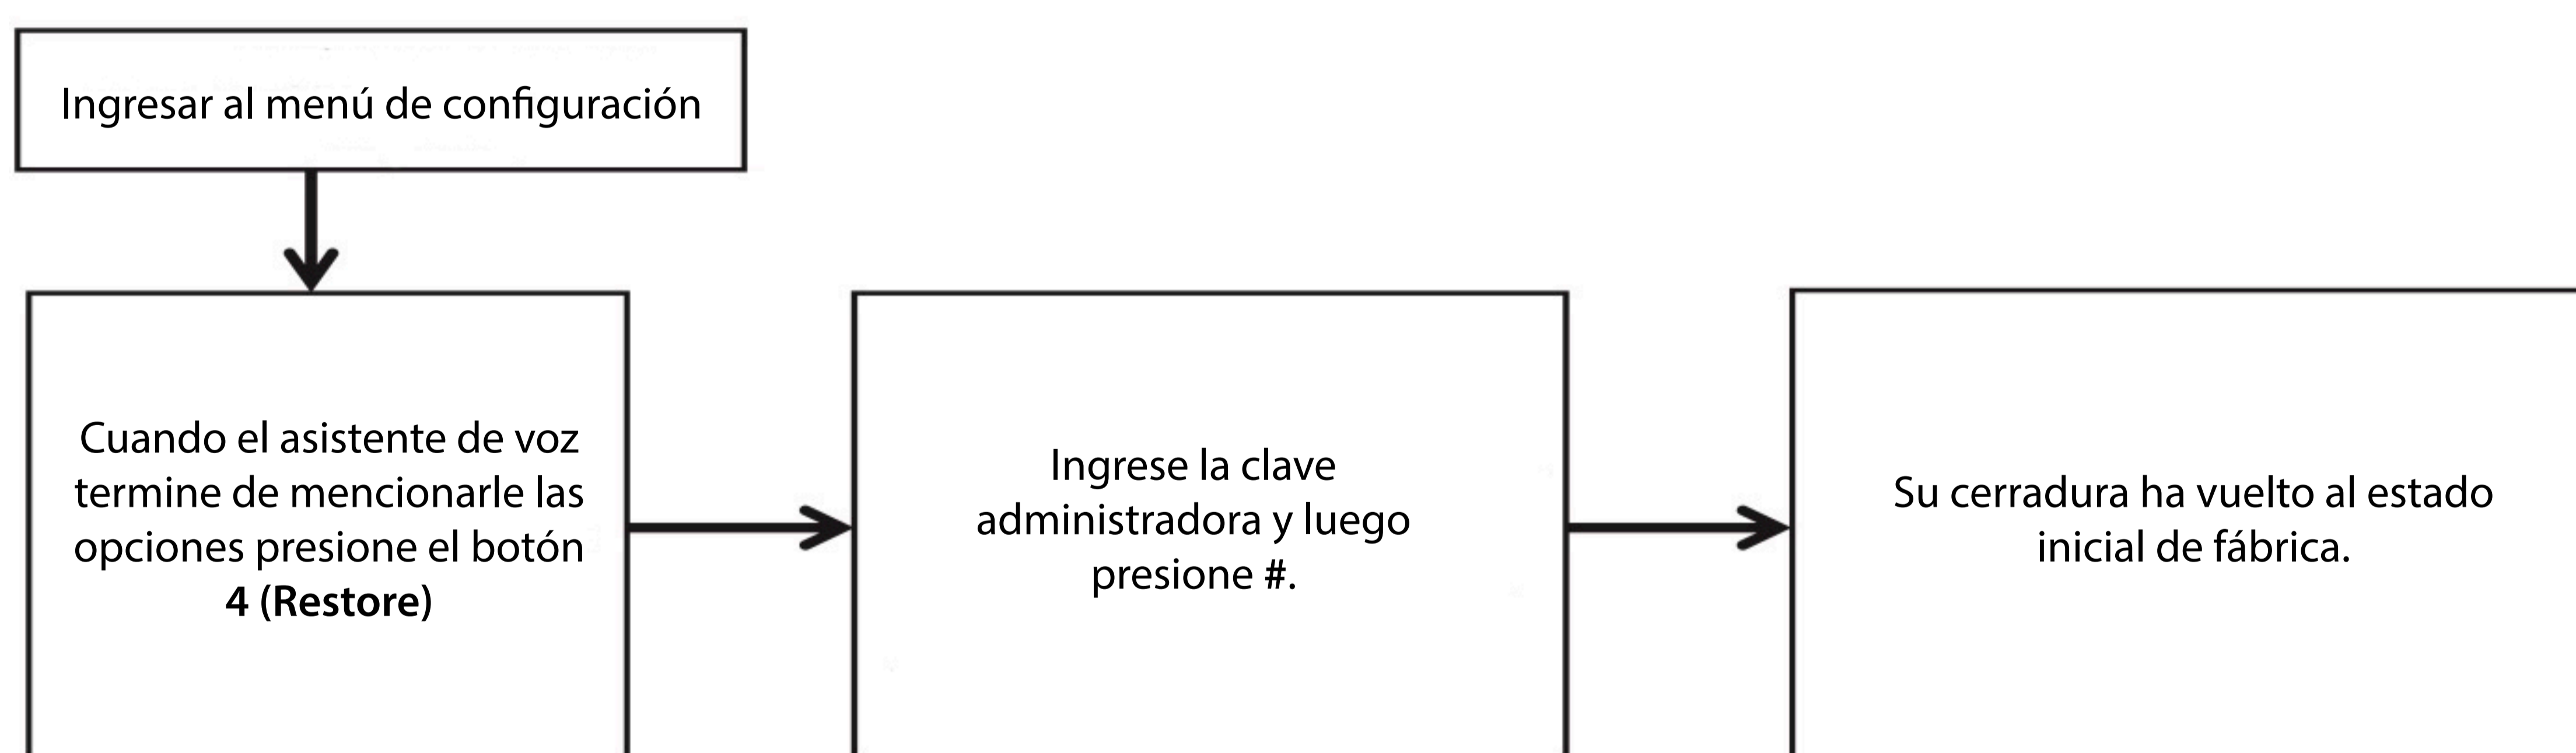 Ingresar al menú de configuración
Cuando el asistente de voz
termine de mencionarle las
opciones presione el botón
4 (Restore)
Ingrese la clave
administradora y luego
presione #.
Su cerradura ha vuelto al estado
inicial de fábrica.